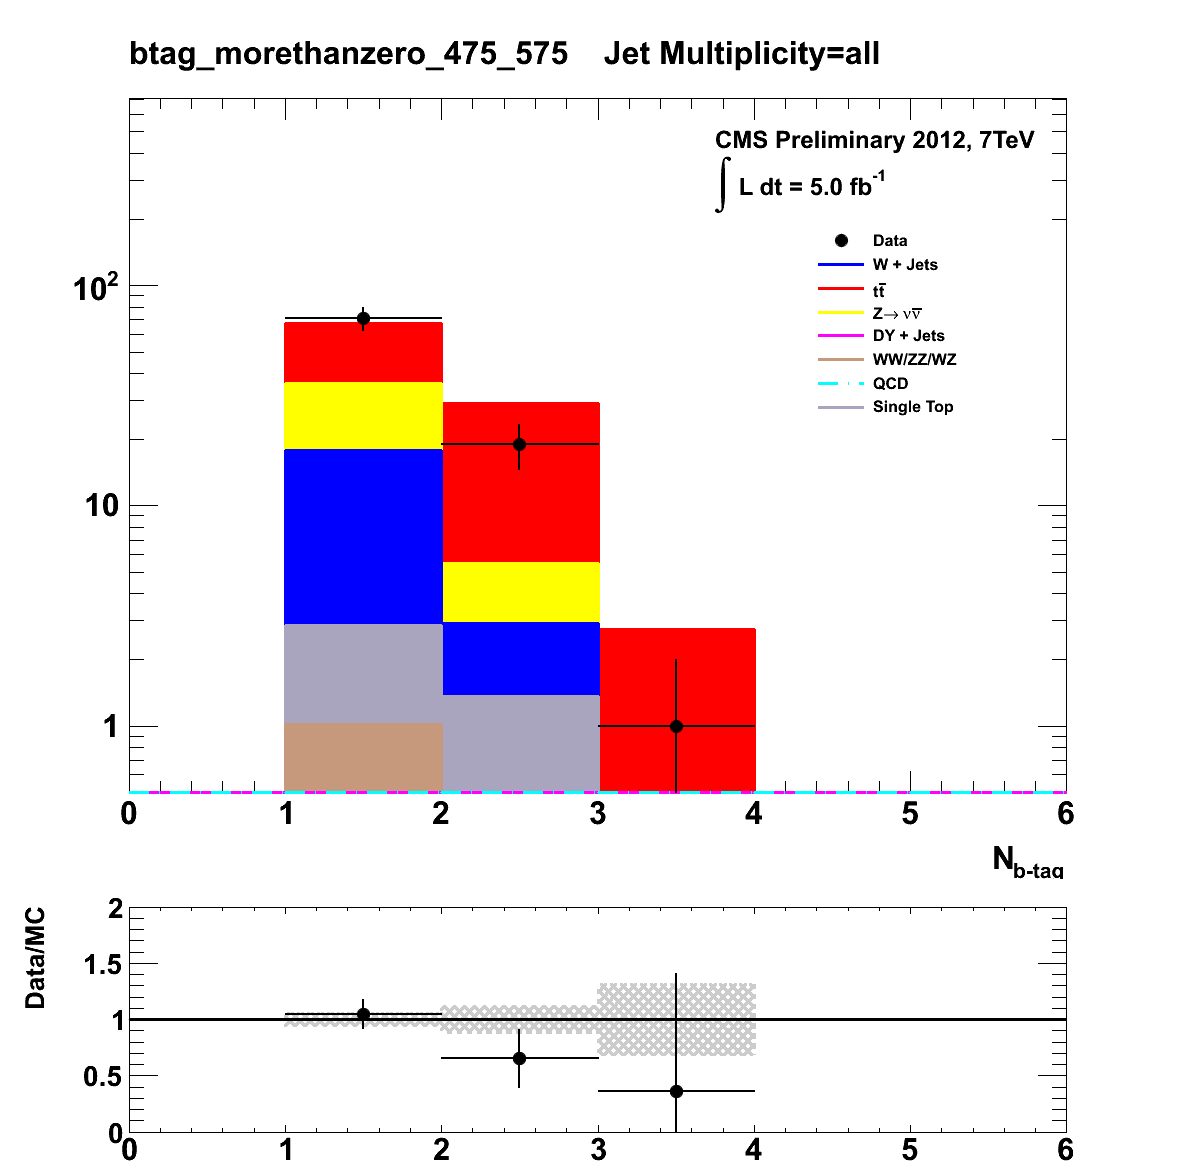 btag_morethanzero_475_575 Jet Multiplicity=all
CMS Preliminary 2012, 7TeV
∫ L dt = 5.0 fb⁻¹
Data
W + Jets
tt̅
Z→ νν̅
DY + Jets
WW/ZZ/WZ
QCD
Single Top
10²
10
1
0 1 2 3 4 5 6
N_b-tag
Data/MC
2
1.5
1
0.5
0
0 1 2 3 4 5 6